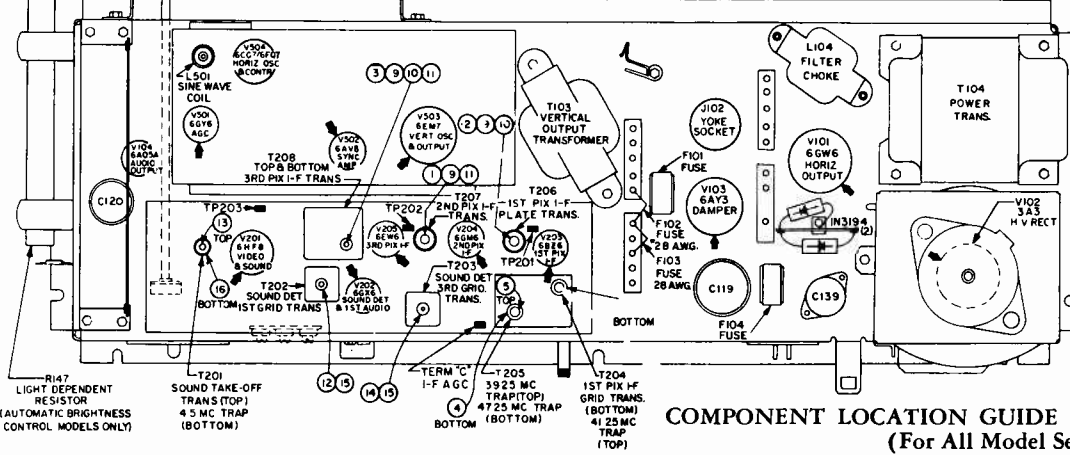 V504
6CG7/6FQ7
HORIZ OSC
& CONTR
L501
SINE WAVE
COIL
V501
6GY6
AGC
V104
6AQ5A
AUDIO
OUTPUT
C120
3 9 10 11
V502
6AV8
SYNC
AMP
V503
6EM7
VERT OSC
& OUTPUT
2 9 10
T208
TOP & BOTTOM
3RD PIX I-F TRANS
1 9 11
T103
VERTICAL
OUTPUT
TRANSFORMER
L104
FILTER
CHOKE
T104
POWER
TRANS.
J102
YOKE
SOCKET
V101
6GW6
HORIZ
OUTPUT
F101
FUSE
V103
6AY3
DAMPER
F102
FUSE
28 AWG.
F103
FUSE
28AWG.
IN3194
(2)
V102
3A3
H V RECT
C119
C139
F104
FUSE
TP203
13
TOP
16
BOTTOM
V201
6HF8
VIDEO
& SOUND
T202
SOUND DET
1ST GRID TRANS
V205
6EW6
3RD PIX I-F
TP202
T207
2ND PIX I-F
TRANS.
V204
6GM6
2ND PIX
I-F
T206
1ST PIX I-F
PLATE TRANS.
TP201
V203
6BZ6
1ST PIX
I-F
V202
6GX6
SOUND DET
& 1ST AUDIO
T203
SOUND DET
3RD GRID.
TRANS.
5
TOP
BOTTOM
R147
LIGHT DEPENDENT
RESISTOR
(AUTOMATIC BRIGHTNESS
CONTROL MODELS ONLY)
T201
SOUND TAKE-OFF
TRANS (TOP)
4 5 MC TRAP
(BOTTOM)
12 15
14 15
TERM "C"
I-F AGC
4
BOTTOM
T205
3925 MC
TRAP(TOP)
4725 MC TRAP
(BOTTOM)
T204
1ST PIX I-F
GRID TRANS.
(BOTTOM)
41 25MC
TRAP
(TOP)
COMPONENT LOCATION GUIDE
(For All Model Se